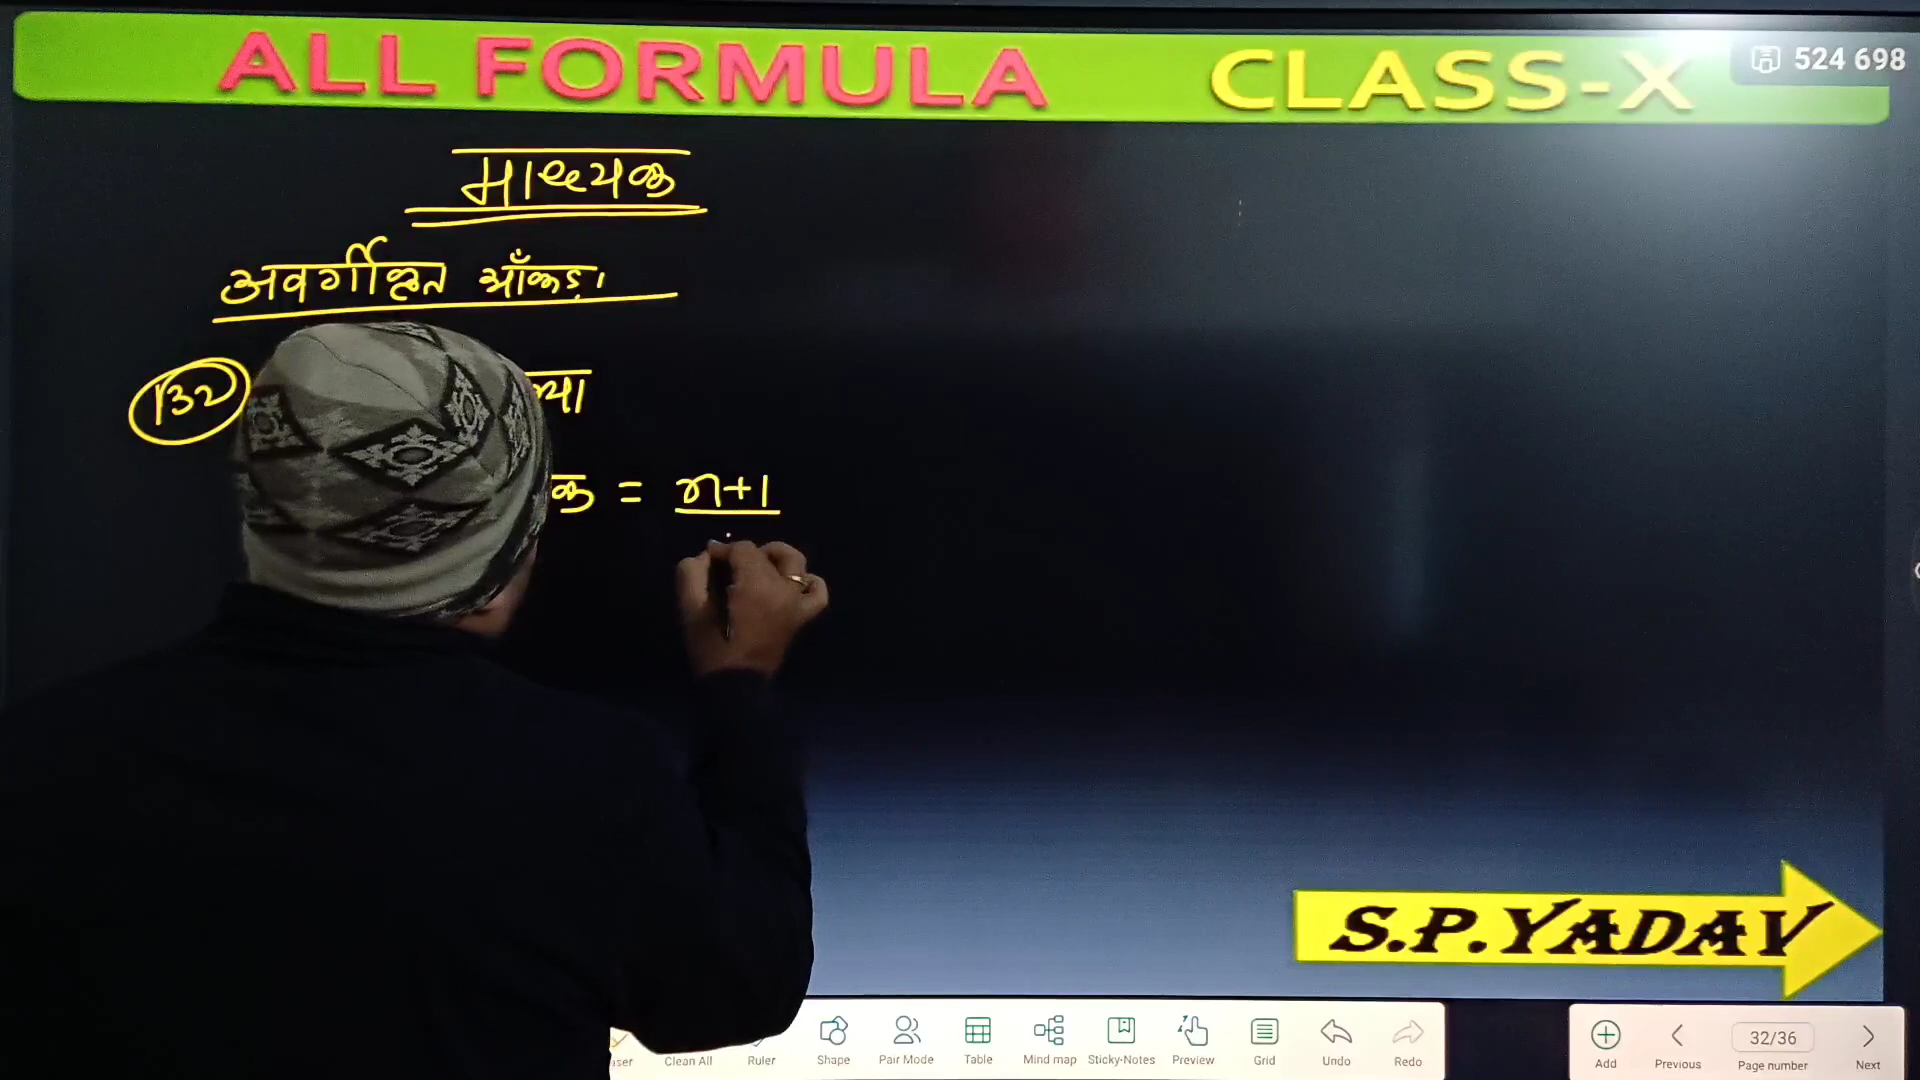 ALL FORMULA CLASS-X
524 698
माध्यक
अवर्गीकृत आँकड़ा
132
= n+1
S.P.YADAV
Clean All Ruler Shape Pair Mode Table Mind map Sticky-Notes Preview Grid Undo Redo
Add Previous 32/36 Page number Next